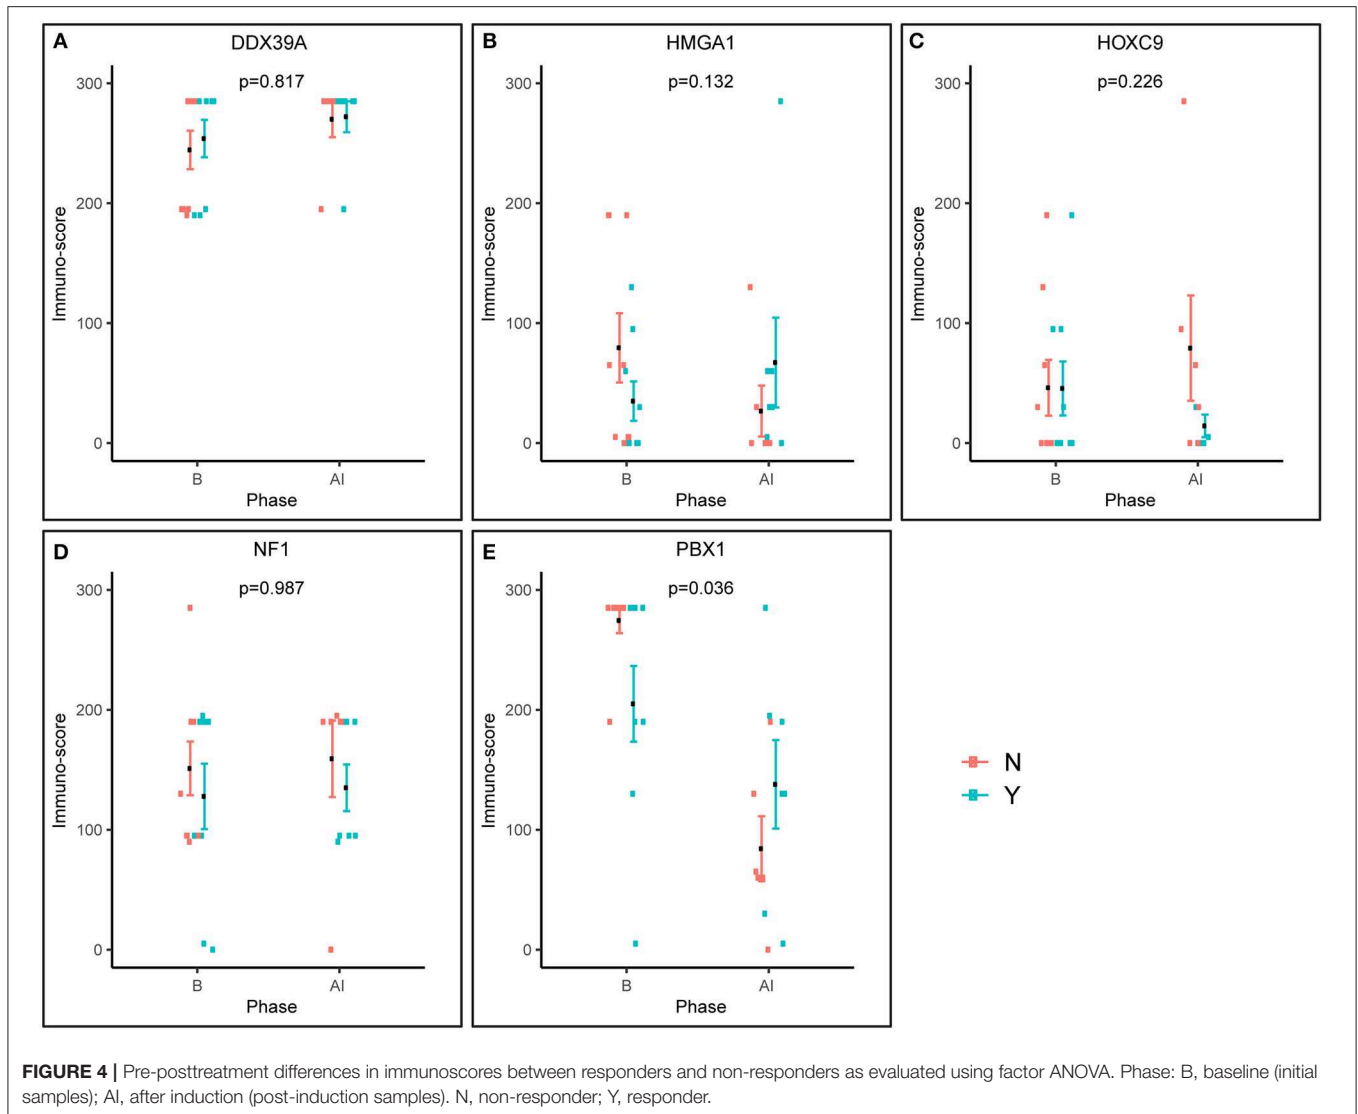 A
DDX39A
p=0.817
300
200
100
0
Immuno-score
B
AI
Phase
B
HMGA1
p=0.132
300
200
100
0
Immuno-score
B
AI
Phase
C
HOXC9
p=0.226
300
200
100
0
Immuno-score
B
AI
Phase
D
NF1
p=0.987
300
200
100
0
Immuno-score
B
AI
Phase
E
PBX1
p=0.036
300
200
100
0
Immuno-score
B
AI
Phase
N
Y
FIGURE 4 | Pre-posttreatment differences in immunoscores between responders and non-responders as evaluated using factor ANOVA. Phase: B, baseline (initial
samples); AI, after induction (post-induction samples). N, non-responder; Y, responder.